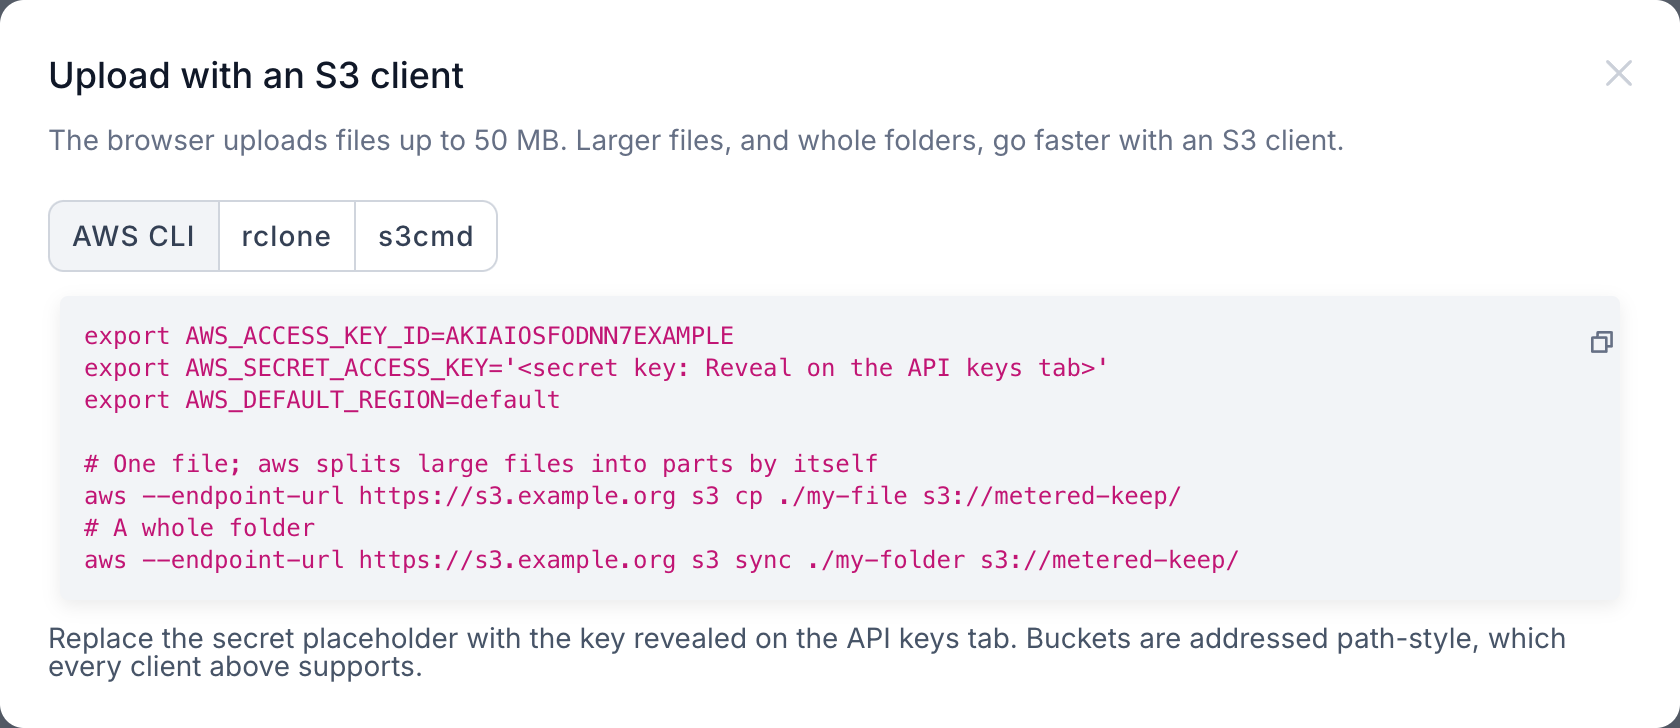 Upload with an S3 client
The browser uploads files up to 50 MB. Larger files, and whole folders, go faster with an S3 client.
AWS CLI
rclone
s3cmd
export AWS_ACCESS_KEY_ID=AKIAIOSFODNN7EXAMPLE
export AWS_SECRET_ACCESS_KEY='<secret key: Reveal on the API keys tab>'
export AWS_DEFAULT_REGION=default
# One file; aws splits large files into parts by itself
aws --endpoint-url https://s3.example.org s3 cp ./my-file s3://metered-keep/
# A whole folder
aws --endpoint-url https://s3.example.org s3 sync ./my-folder s3://metered-keep/
Replace the secret placeholder with the key revealed on the API keys tab. Buckets are addressed path-style, which
every client above supports.